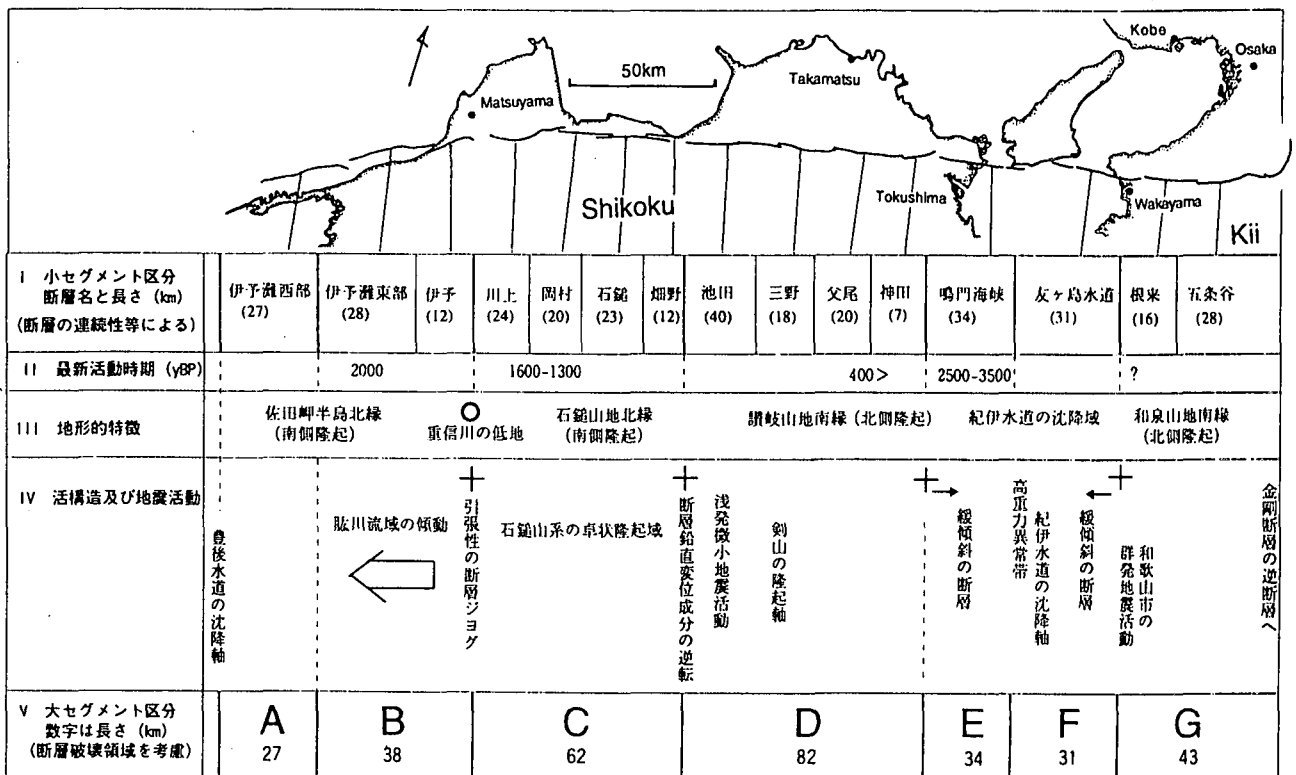 Kobe
Osaka
50km
Takamatsu
Matsuyama
Shikoku
Tokushima
Wakayama
Kii
I 小セグメント区分
断層名と長さ (km)
(断層の連続性等による)
伊予灘西部
(27)
伊予灘東部
(28)
伊予
(12)
川上
(24)
岡村
(20)
石鎚
(23)
畑野
(12)
池田
(40)
三野
(18)
父尾
(20)
神田
(7)
鳴門海峡
(34)
友ヶ島水道
(31)
根来
(16)
五条谷
(28)
II 最新活動時期 (yBP)
2000
1600-1300
400>
2500-3500
?
III 地形的特徴
佐田岬半島北縁
(南側隆起)
重信川の低地
石鎚山地北縁
(南側隆起)
讃岐山地南縁 (北側隆起)
紀伊水道の沈降域
和泉山地南縁
(北側隆起)
IV 活構造及び地震活動
豊後水道の沈降軸
肱川流域の傾動
引張性の断層ジョグ
石鎚山系の卓状隆起域
断層鉛直変位成分の逆転
浅発微小地震活動
剣山の隆起軸
緩傾斜の断層
高重力異常帯
紀伊水道の沈降軸
緩傾斜の断層
和歌山市の
群発地震活動
金剛断層の逆断層へ
V 大セグメント区分
数字は長さ (km)
(断層破壊領域を考慮)
A
27
B
38
C
62
D
82
E
34
F
31
G
43